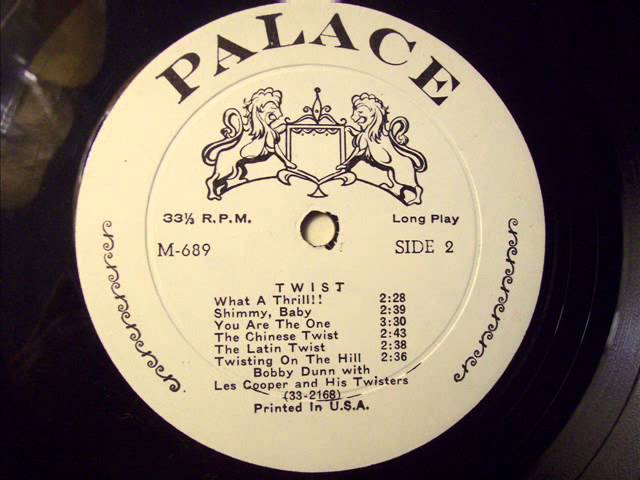 PALACE
33⅓ R.P.M. Long Play
M-689 SIDE 2
TWIST
What A Thrill!! 2:28
Shimmy, Baby 2:39
You Are The One 3:30
The Chinese Twist 2:43
The Latin Twist 2:38
Twisting On The Hill 2:36
Bobby Dunn with
Les Cooper and His Twisters
(33-2168)
Printed In U.S.A.